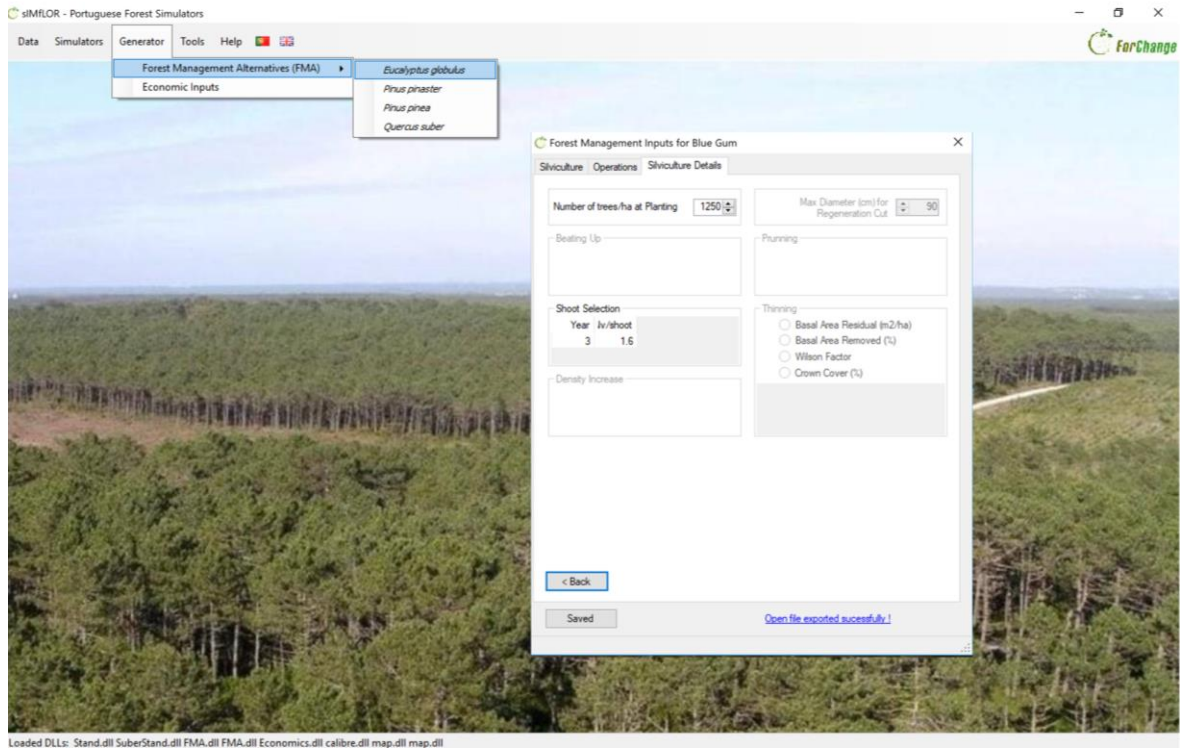 sIMfLOR - Portuguese Forest Simulators
Data Simulators Generator Tools Help
ForChange
Forest Management Alternatives (FMA)
Economic Inputs
Eucalyptus globulus
Pinus pinaster
Pinus pinea
Quercus suber
Forest Management Inputs for Blue Gum
Silviculture Operations Silviculture Details
Number of trees/ha at Planting 1250
Max Diameter (cm) for
Regeneration Cut 90
Beating Up
Prunning
Shoot Selection
Year Iv/shoot
3 1.6
Thinning
Basal Area Residual (m2/ha)
Basal Area Removed (%)
Wilson Factor
Crown Cover (%)
Density Increase
< Back
Saved
Open file exported sucessfully !
Loaded DLLs: Stand.dll SuberStand.dll FMA.dll FMA.dll Economics.dll calibre.dll map.dll map.dll